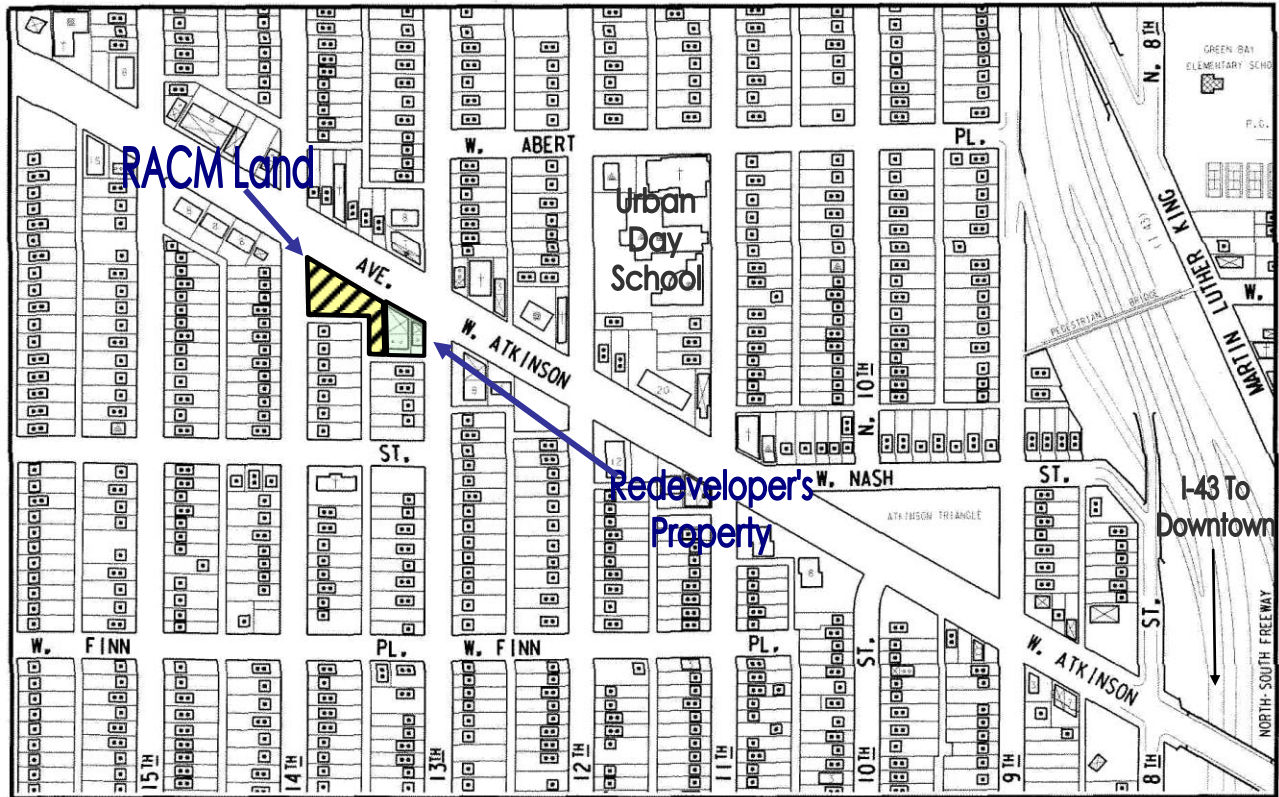 N. 8TH
GREEN BAY
ELEMENTARY SCHO
P.G.
W. ABERT
PL.
RACM Land
Urban
Day
School
AVE.
W. ATKINSON
N. 10TH
I-43
PEDESTRIAN BRIDGE
MARTIN LUTHER KING
W.
ST.
W. NASH
ST.
Redeveloper's
Property
ATKINSON TRIANGLE
I-43 To
Downtown
W. FINN
PL.
W. FINN
PL.
ST.
W. ATKINSON
ST.
NORTH-SOUTH FREEWAY
15TH
14TH
13TH
12TH
11TH
10TH
9TH
8TH